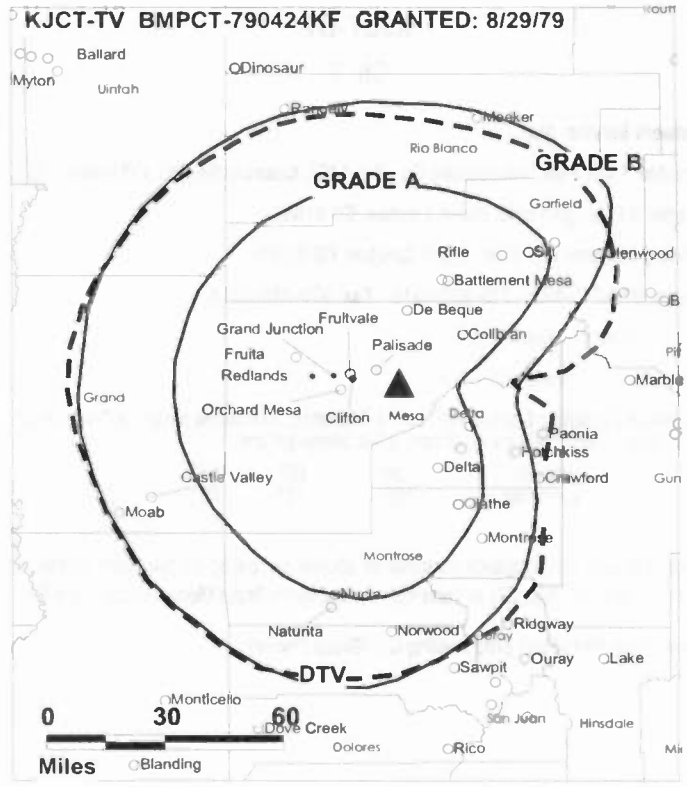 KJCT-TV BMPCT-790424KF GRANTED: 8/29/79
Ballard
Myton
Uintah
Dinosaur
Rangely
Meeker
Rio Blanco
GRADE B
GRADE A
Garfield
Rifle
Silt
Glenwood
Battlement Mesa
De Beque
Fruitvale
Grand Junction
Collbran
Palisade
Fruita
Redlands
Marble
Grand
Orchard Mesa
Clifton
Mesa
Delta
Paonia
Hotchkiss
Delta
Castle Valley
Crawford
Gun
Olathe
Moab
Montrose
Montrose
Nucla
Naturita
Norwood
Ridgway
Ouray
Sawpit
Ouray
Lake
DTV
Monticello
0 30 60
Dove Creek
San Juan
Hinsdale
Dolores
Rico
Miles
Blanding